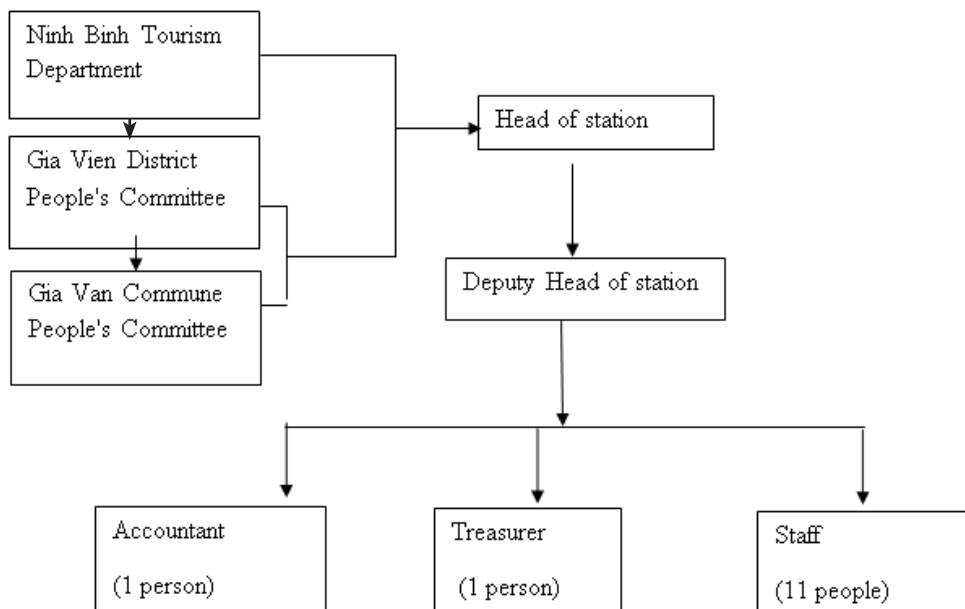 Ninh Binh Tourism
Department
Gia Vien District
People's Committee
Gia Van Commune
People's Committee
Head of station
Deputy Head of station
Accountant
(1 person)
Treasurer
(1 person)
Staff
(11 people)